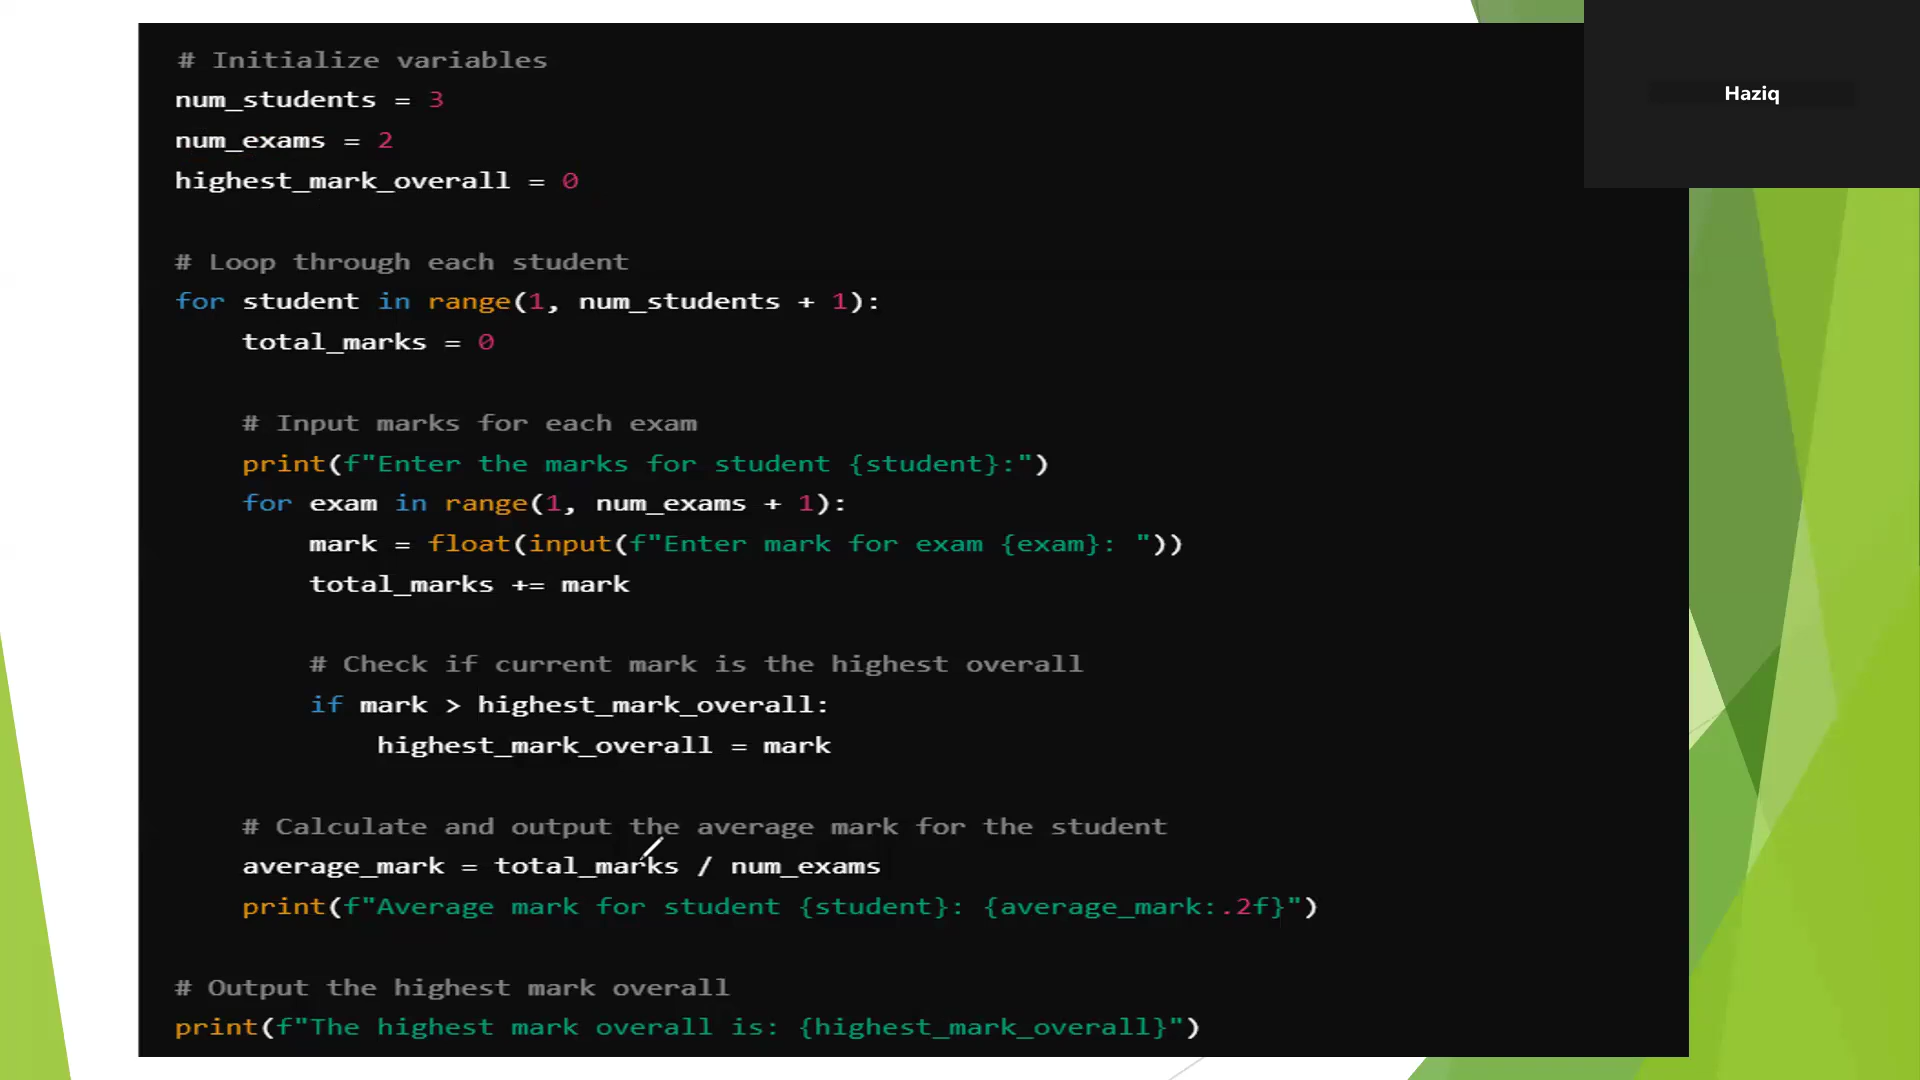 # Initialize variables
num_students = 3
num_exams = 2
highest_mark_overall = 0
# Loop through each student
for student in range(1, num_students + 1):
    total_marks = 0
    # Input marks for each exam
    print(f"Enter the marks for student {student}:")
    for exam in range(1, num_exams + 1):
        mark = float(input(f"Enter mark for exam {exam}: "))
        total_marks += mark
        # Check if current mark is the highest overall
        if mark > highest_mark_overall:
            highest_mark_overall = mark
    # Calculate and output the average mark for the student
    average_mark = total_marks / num_exams
    print(f"Average mark for student {student}: {average_mark:.2f}")
# Output the highest mark overall
print(f"The highest mark overall is: {highest_mark_overall}")
Haziq